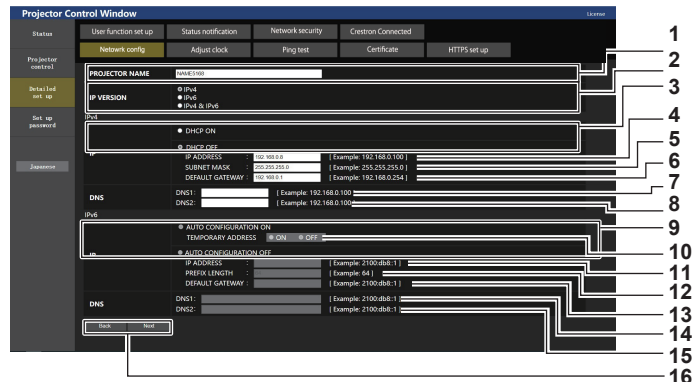 Projector Control Window
License
Status
User function set up
Status notification
Network security
Crestron Connected
1
Netowrk config
Adjust clock
Ping test
Certificate
HTTPS set up
2
Projector control
PROJECTOR NAME
NAME5168
3
IP VERSION
IPv4
IPv6
IPv4 & IPv6
Detailed set up
IPv4
4
Set up password
DHCP ON
5
IP
DHCP OFF
IP ADDRESS : 192.168.0.8 [ Example: 192.168.0.100 ]
6
Japanese
SUBNET MASK : 255.255.255.0 [ Example: 255.255.255.0 ]
DEFAULT GATEWAY : 192.168.0.1 [ Example: 192.168.0.254 ]
7
DNS
DNS1: [ Example: 192.168.0.100
DNS2: [ Example: 192.168.0.100
8
IPv6
9
AUTO CONFIGURATION ON
TEMPORARY ADDRESS ON OFF
10
IP
AUTO CONFIGURATION OFF
IP ADDRESS : [ Example: 2100:db8::1 ]
11
PREFIX LENGTH : [ Example: 64 ]
12
DEFAULT GATEWAY : [ Example: 2100:db8::1 ]
13
DNS
DNS1: [ Example: 2100:db8::1 ]
14
DNS2: [ Example: 2100:db8::1 ]
15
Back Next
16